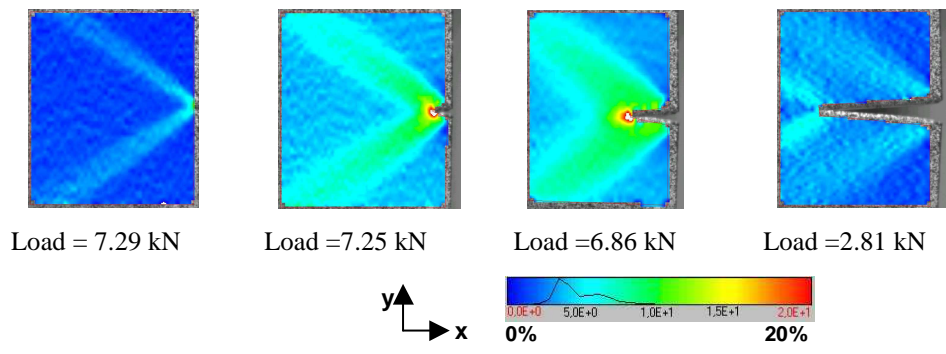 Load = 7.29 kN
Load =7.25 kN
Load =6.86 kN
Load =2.81 kN
y
x
0,0E+0 5,0E+0 1,0E+1 1,5E+1 2,0E+1
0% 20%